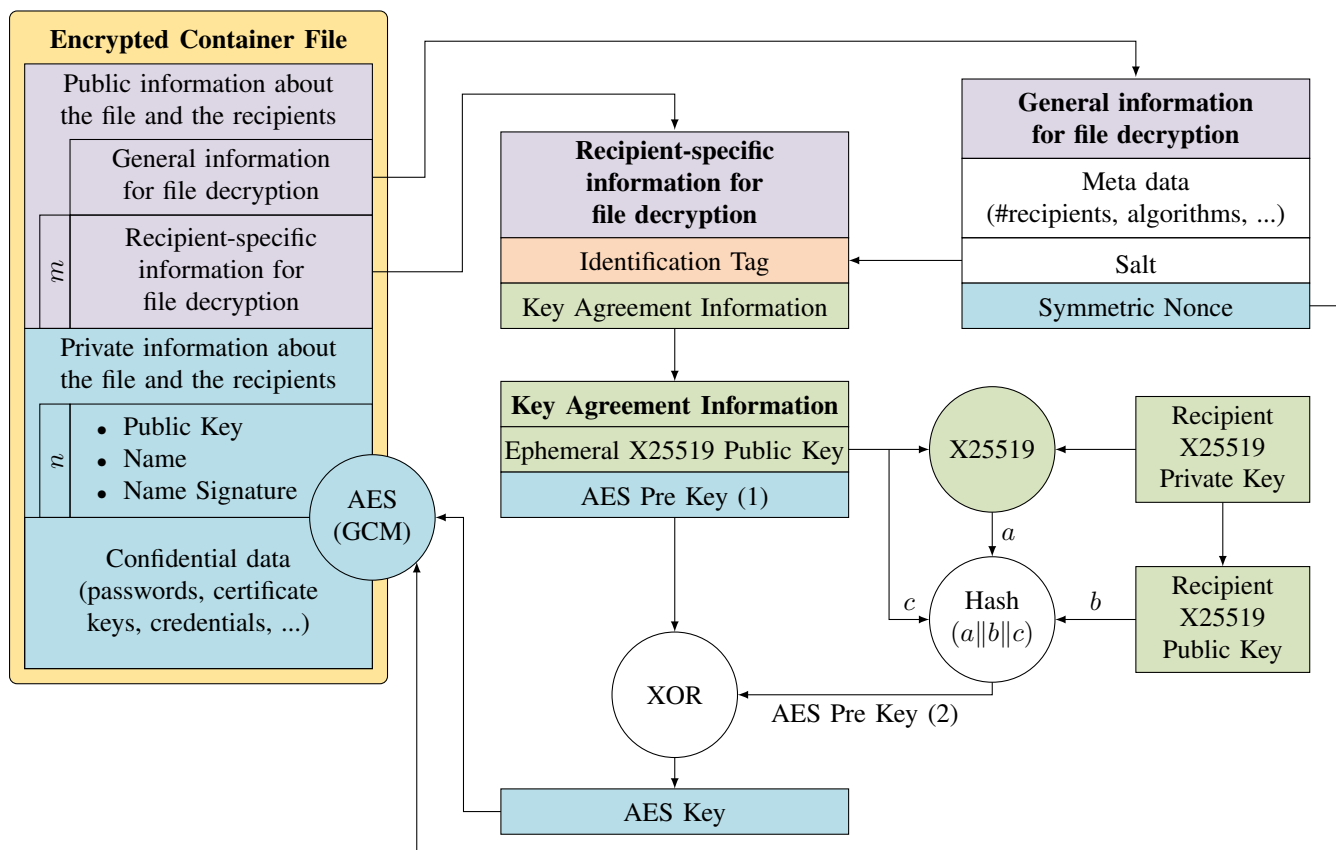 Encrypted Container File
Public information about
the file and the recipients
General information
for file decryption
m
Recipient-specific
information for
file decryption
Private information about
the file and the recipients
n
• Public Key
• Name
• Name Signature
AES
(GCM)
Confidential data
(passwords, certificate
keys, credentials, ...)
Recipient-specific
information for
file decryption
Identification Tag
Key Agreement Information
General information
for file decryption
Meta data
(#recipients, algorithms, ...)
Salt
Symmetric Nonce
Key Agreement Information
Ephemeral X25519 Public Key
AES Pre Key (1)
X25519
Recipient
X25519
Private Key
a
Hash
(a∥b∥c)
b
c
Recipient
X25519
Public Key
XOR
AES Pre Key (2)
AES Key